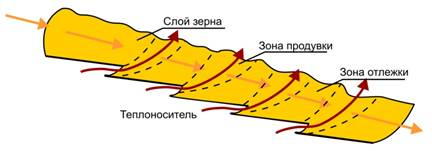 Слой зерна
Зона продувки
Зона отлежки
Теплоноситель